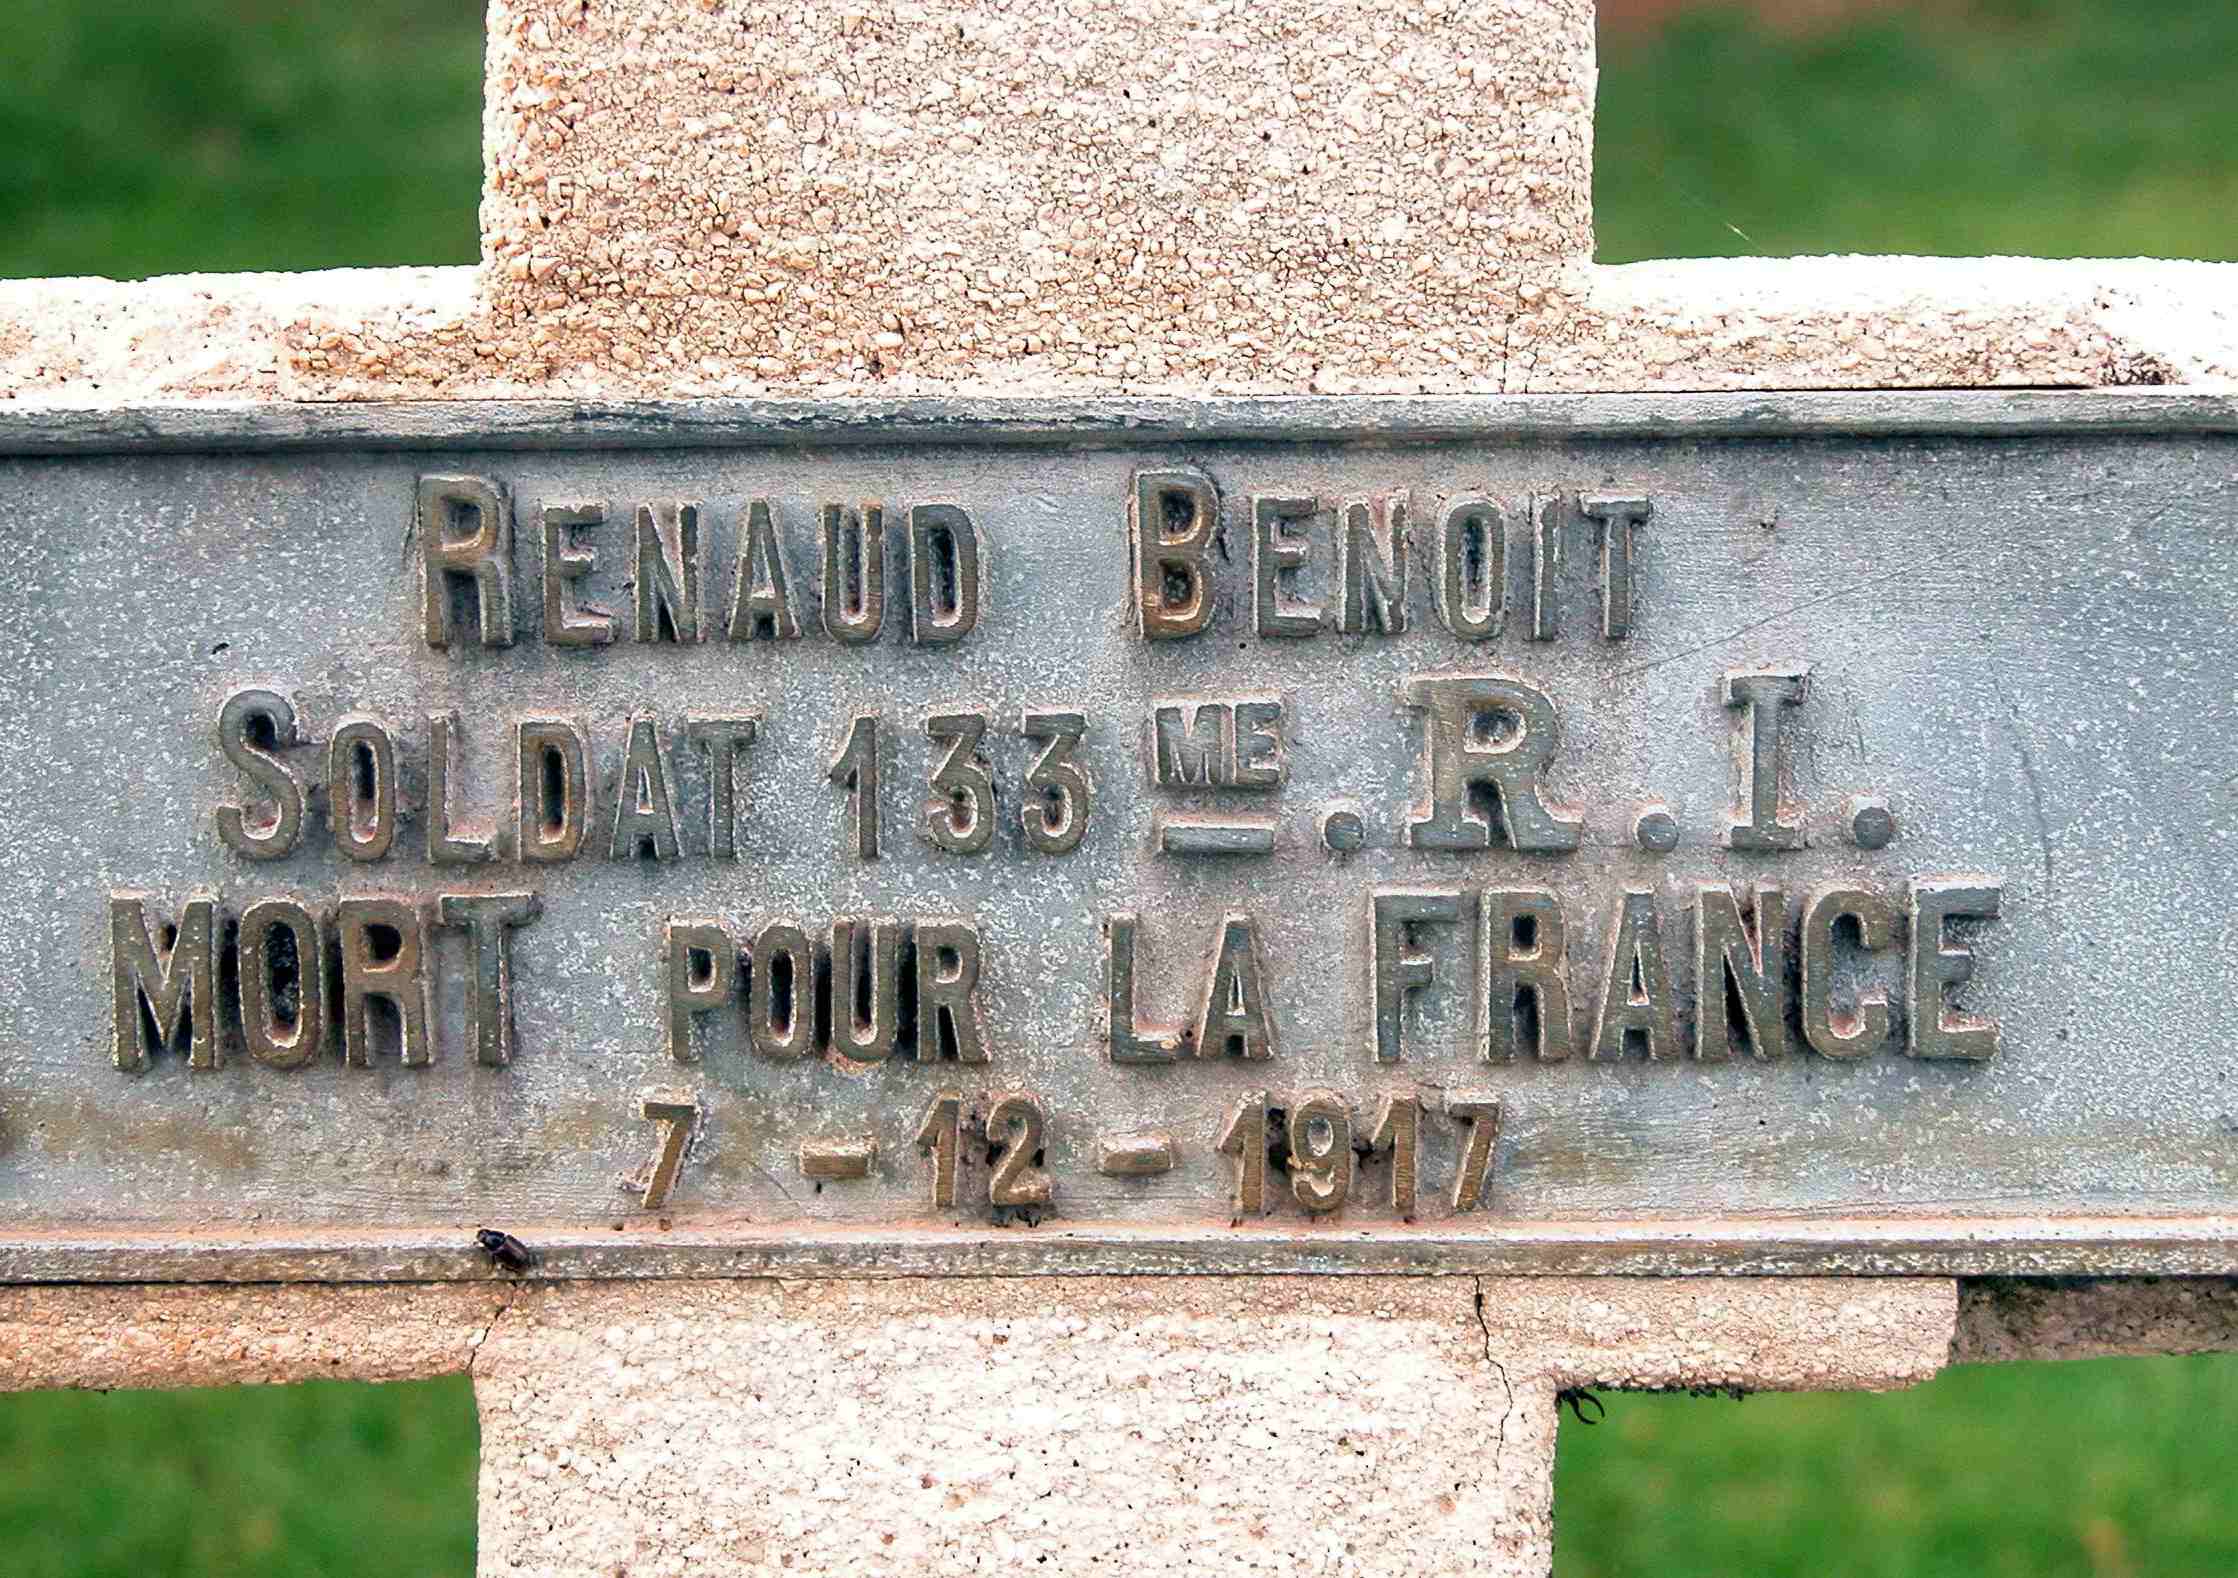 RENAUD BENOIT
SOLDAT 133ME.R.I.
MORT POUR LA FRANCE
7-12-1917